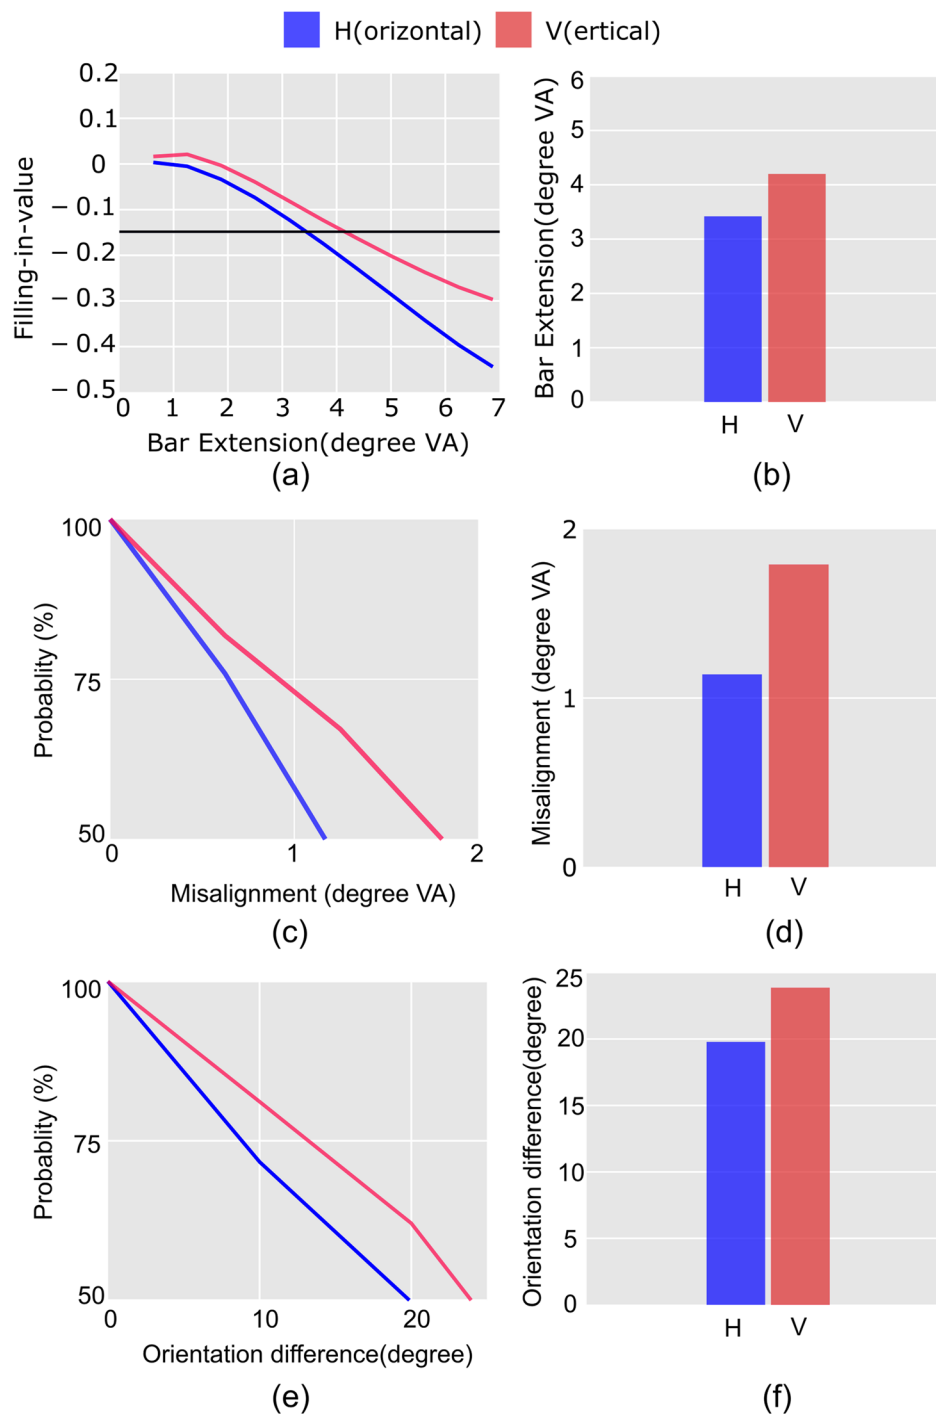 H(orizontal) V(ertical)
Filling-in-value
0.2
0.1
0
– 0.1
– 0.2
– 0.3
– 0.4
– 0.5
0 1 2 3 4 5 6 7
Bar Extension(degree VA)
(a)
Bar Extension(degree VA)
6
5
4
3
2
1
0
H V
(b)
Probablity (%)
100
75
50
0 1 2
Misalignment (degree VA)
(c)
Misalignment (degree VA)
2
1
0
H V
(d)
Probablity (%)
100
75
50
0 10 20
Orientation difference(degree)
(e)
Orientation difference(degree)
25
20
15
10
5
0
H V
(f)